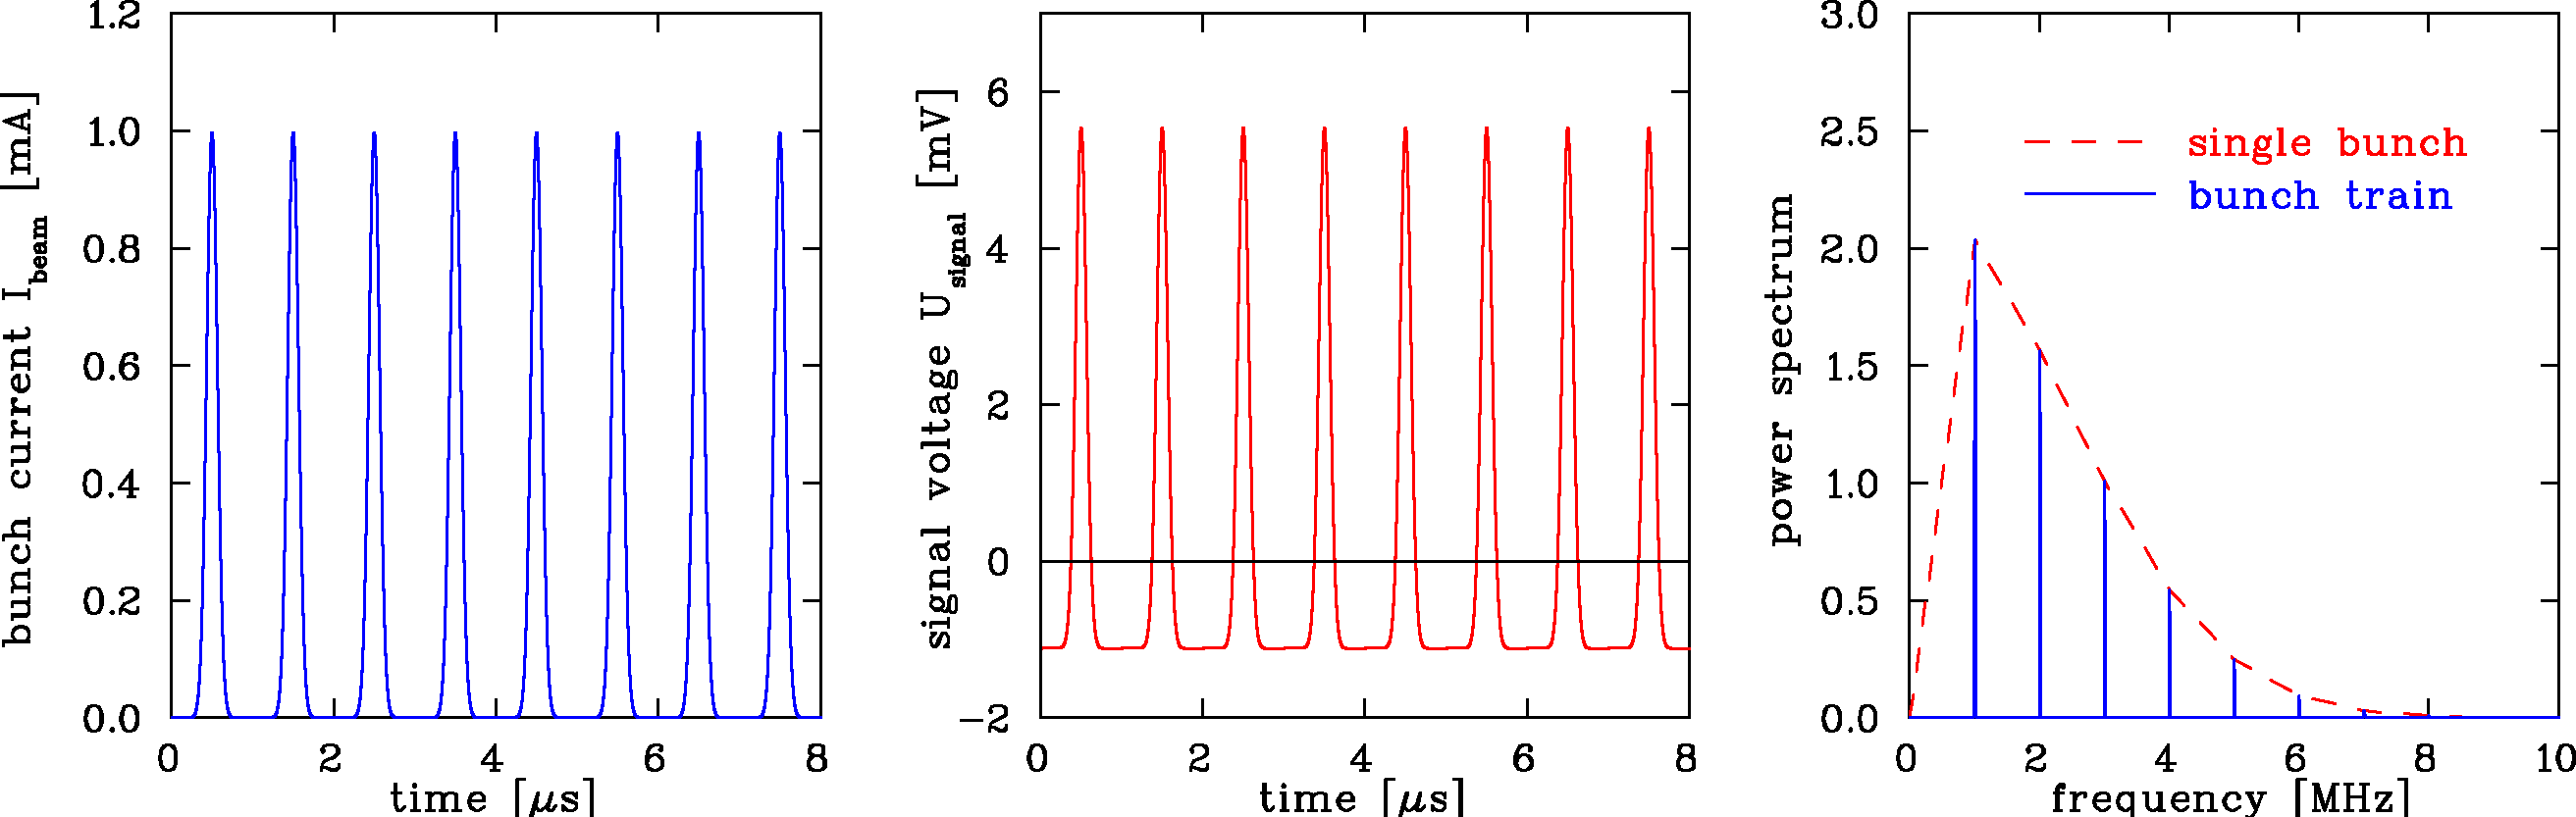 bunch current I_beam [mA]
1.2
1.0
0.8
0.6
0.4
0.2
0.0
0 2 4 6 8
time [μs]
signal voltage U_signal [mV]
6
4
2
0
−2
0 2 4 6 8
time [μs]
power spectrum
3.0
2.5
2.0
1.5
1.0
0.5
0.0
single bunch
bunch train
0 2 4 6 8 10
frequency [MHz]